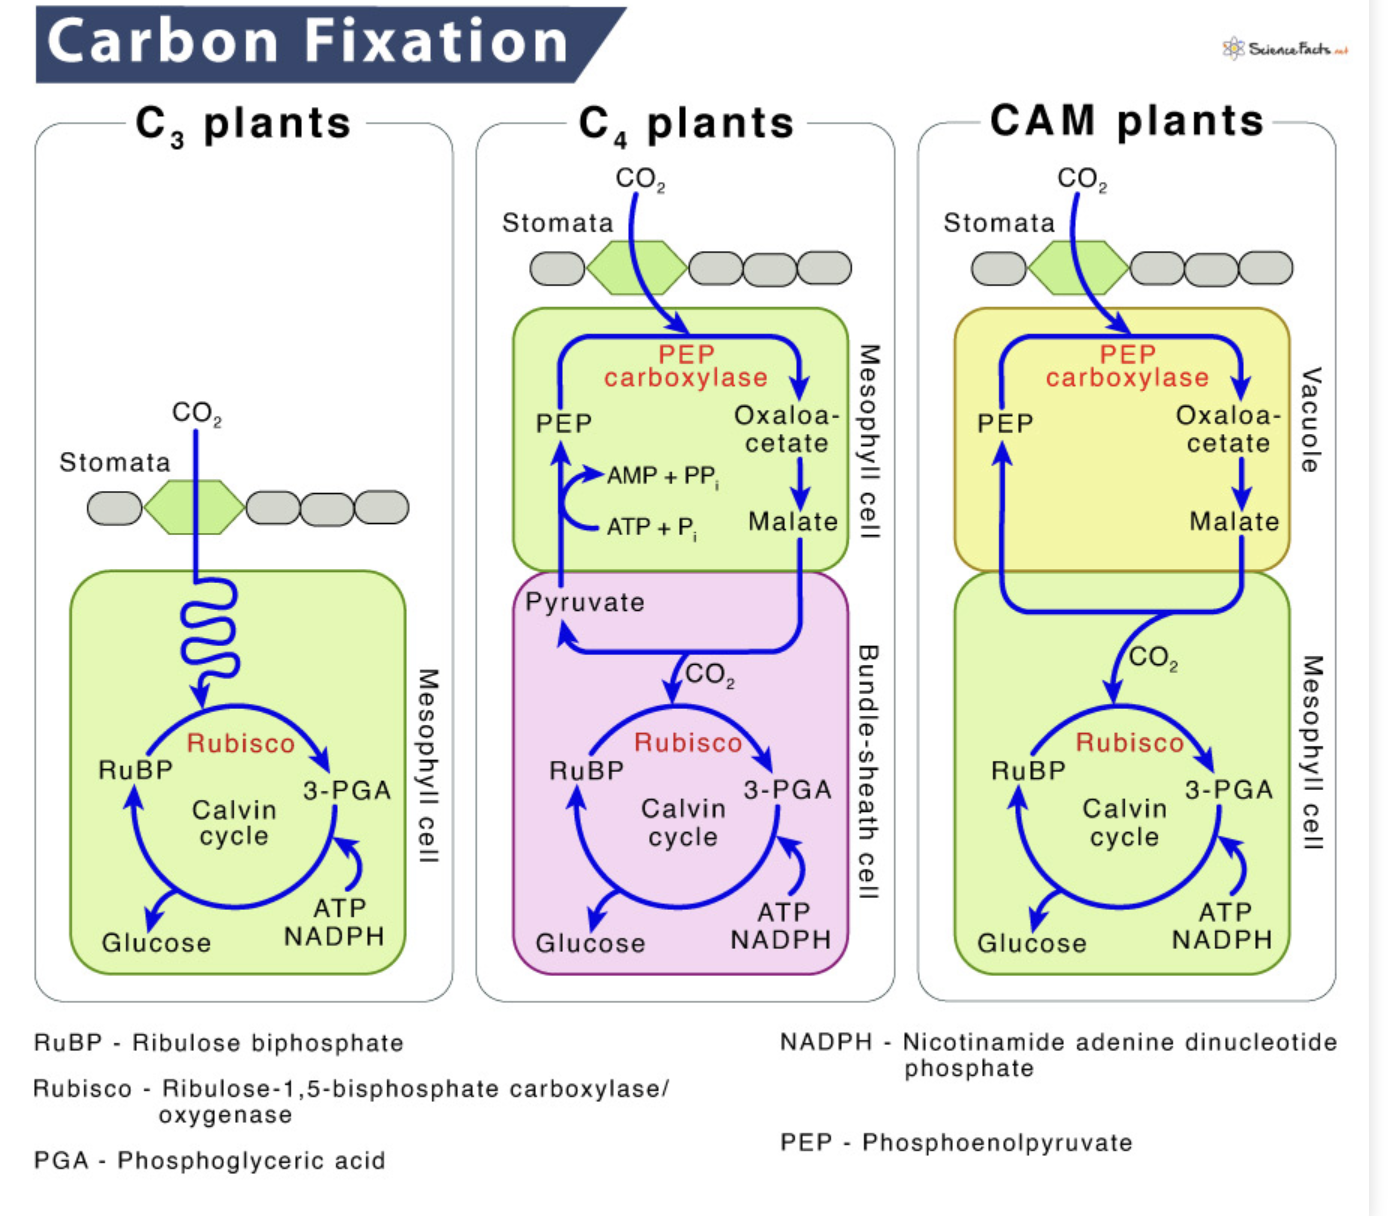 Carbon Fixation
ScienceFacts.net
C3 plants
CO2
Stomata
Rubisco
RuBP
3-PGA
Calvin
cycle
ATP
NADPH
Glucose
Mesophyll cell
C4 plants
CO2
Stomata
PEP
carboxylase
PEP
Oxaloa-
cetate
AMP + PPi
ATP + Pi
Malate
Mesophyll cell
Pyruvate
CO2
Rubisco
RuBP
3-PGA
Calvin
cycle
ATP
NADPH
Glucose
Bundle-sheath cell
CAM plants
CO2
Stomata
PEP
carboxylase
PEP
Oxaloa-
cetate
Malate
Vacuole
CO2
Rubisco
RuBP
3-PGA
Calvin
cycle
ATP
NADPH
Glucose
Mesophyll cell
RuBP - Ribulose biphosphate
Rubisco - Ribulose-1,5-bisphosphate carboxylase/
oxygenase
PGA - Phosphoglyceric acid
NADPH - Nicotinamide adenine dinucleotide
phosphate
PEP - Phosphoenolpyruvate